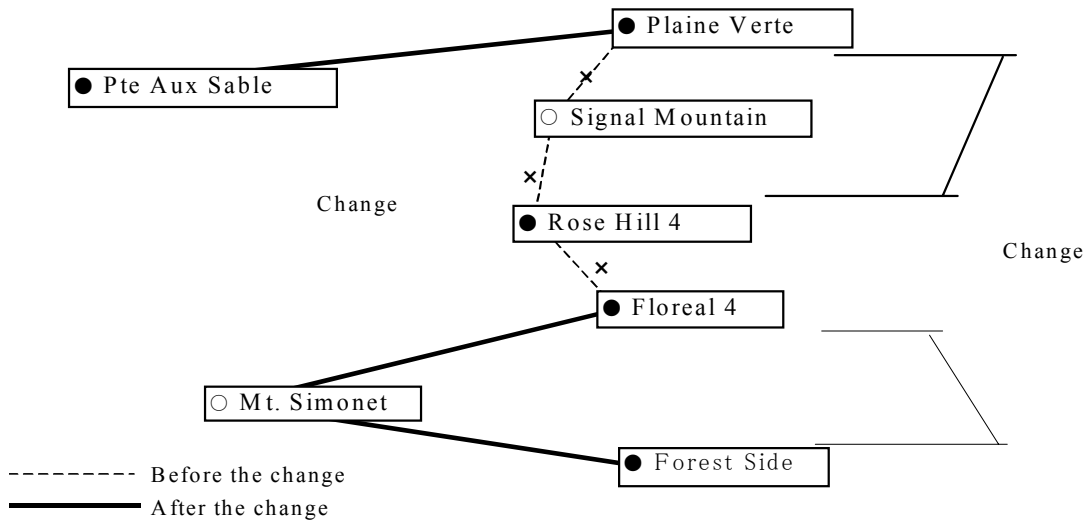 Plaine Verte
Pte Aux Sable
Signal Mountain
Change
Rose Hill 4
Change
Floreal 4
Mt. Simonet
Forest Side
Before the change
After the change